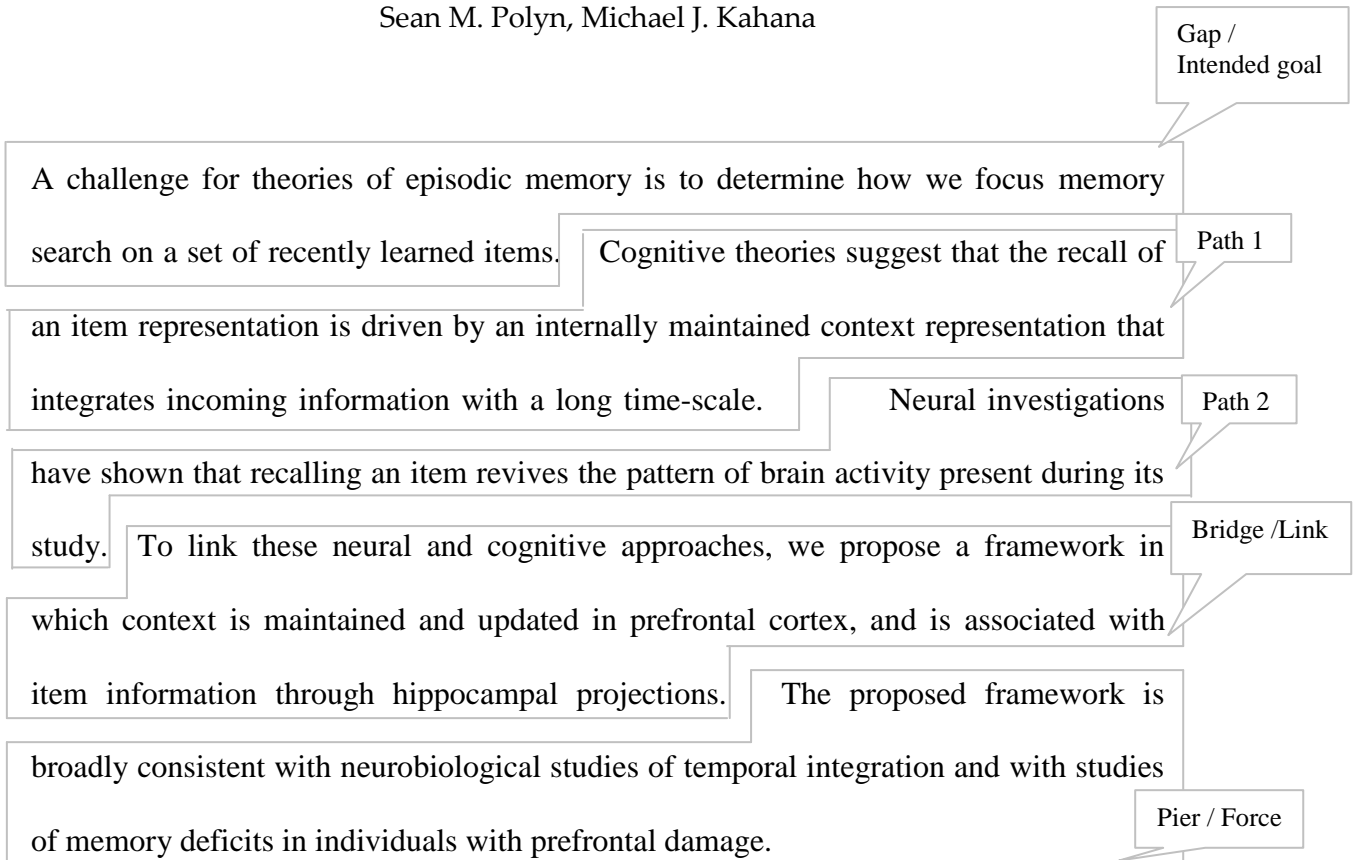 Sean M. Polyn, Michael J. Kahana
Gap /
Intended goal
A challenge for theories of episodic memory is to determine how we focus memory
search on a set of recently learned items. Cognitive theories suggest that the recall of
Path 1
an item representation is driven by an internally maintained context representation that
integrates incoming information with a long time-scale. Neural investigations
Path 2
have shown that recalling an item revives the pattern of brain activity present during its
study. To link these neural and cognitive approaches, we propose a framework in
Bridge /Link
which context is maintained and updated in prefrontal cortex, and is associated with
item information through hippocampal projections. The proposed framework is
broadly consistent with neurobiological studies of temporal integration and with studies
of memory deficits in individuals with prefrontal damage.
Pier / Force